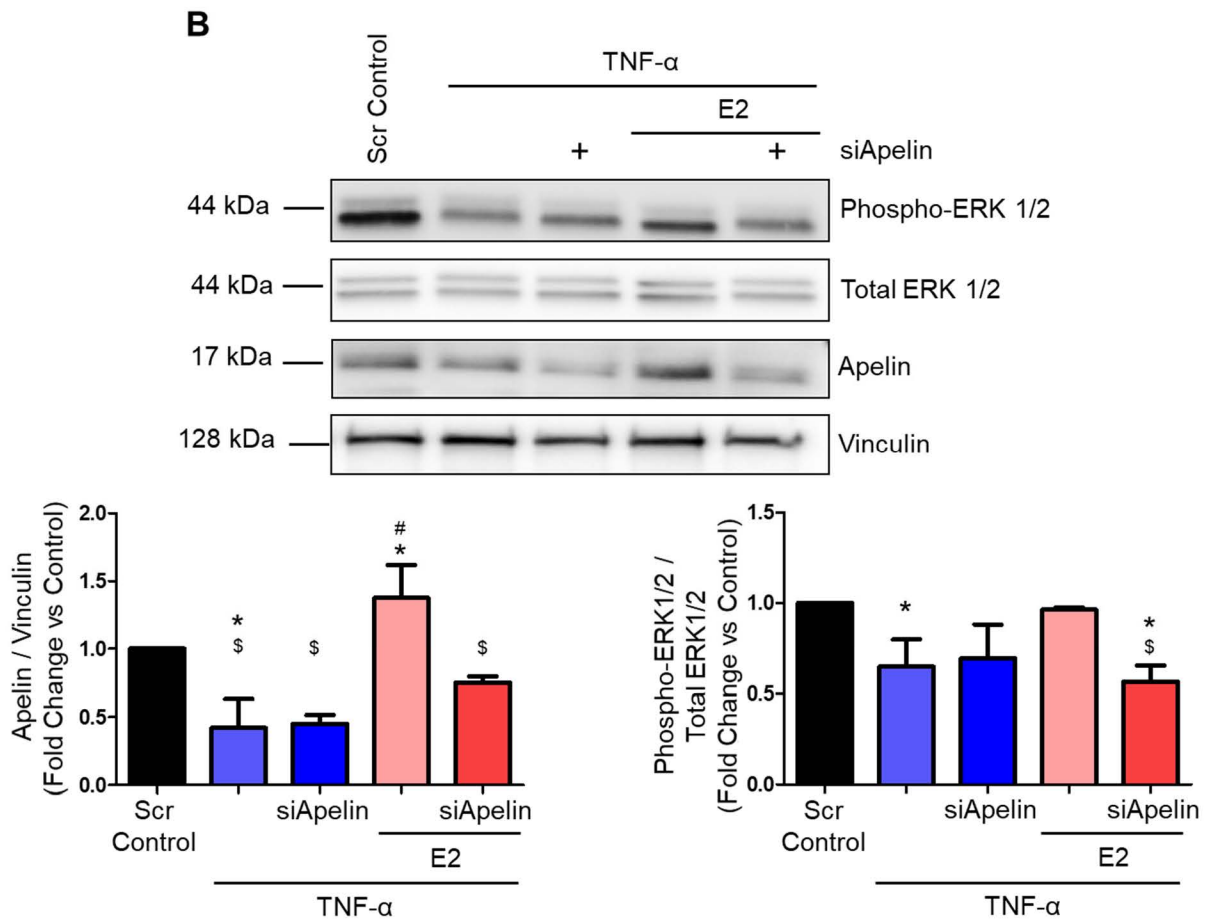 B
Scr Control
TNF-α
E2
+ +
siApelin
44 kDa
Phospho-ERK 1/2
44 kDa
Total ERK 1/2
17 kDa
Apelin
128 kDa
Vinculin
Apelin / Vinculin
(Fold Change vs Control)
2.0
1.5
1.0
0.5
0.0
*
$
$
#
*
$
Scr
Control
siApelin
siApelin
E2
TNF-α
Phospho-ERK1/2 /
Total ERK1/2
(Fold Change vs Control)
1.5
1.0
0.5
0.0
*
*
$
Scr
Control
siApelin
siApelin
E2
TNF-α